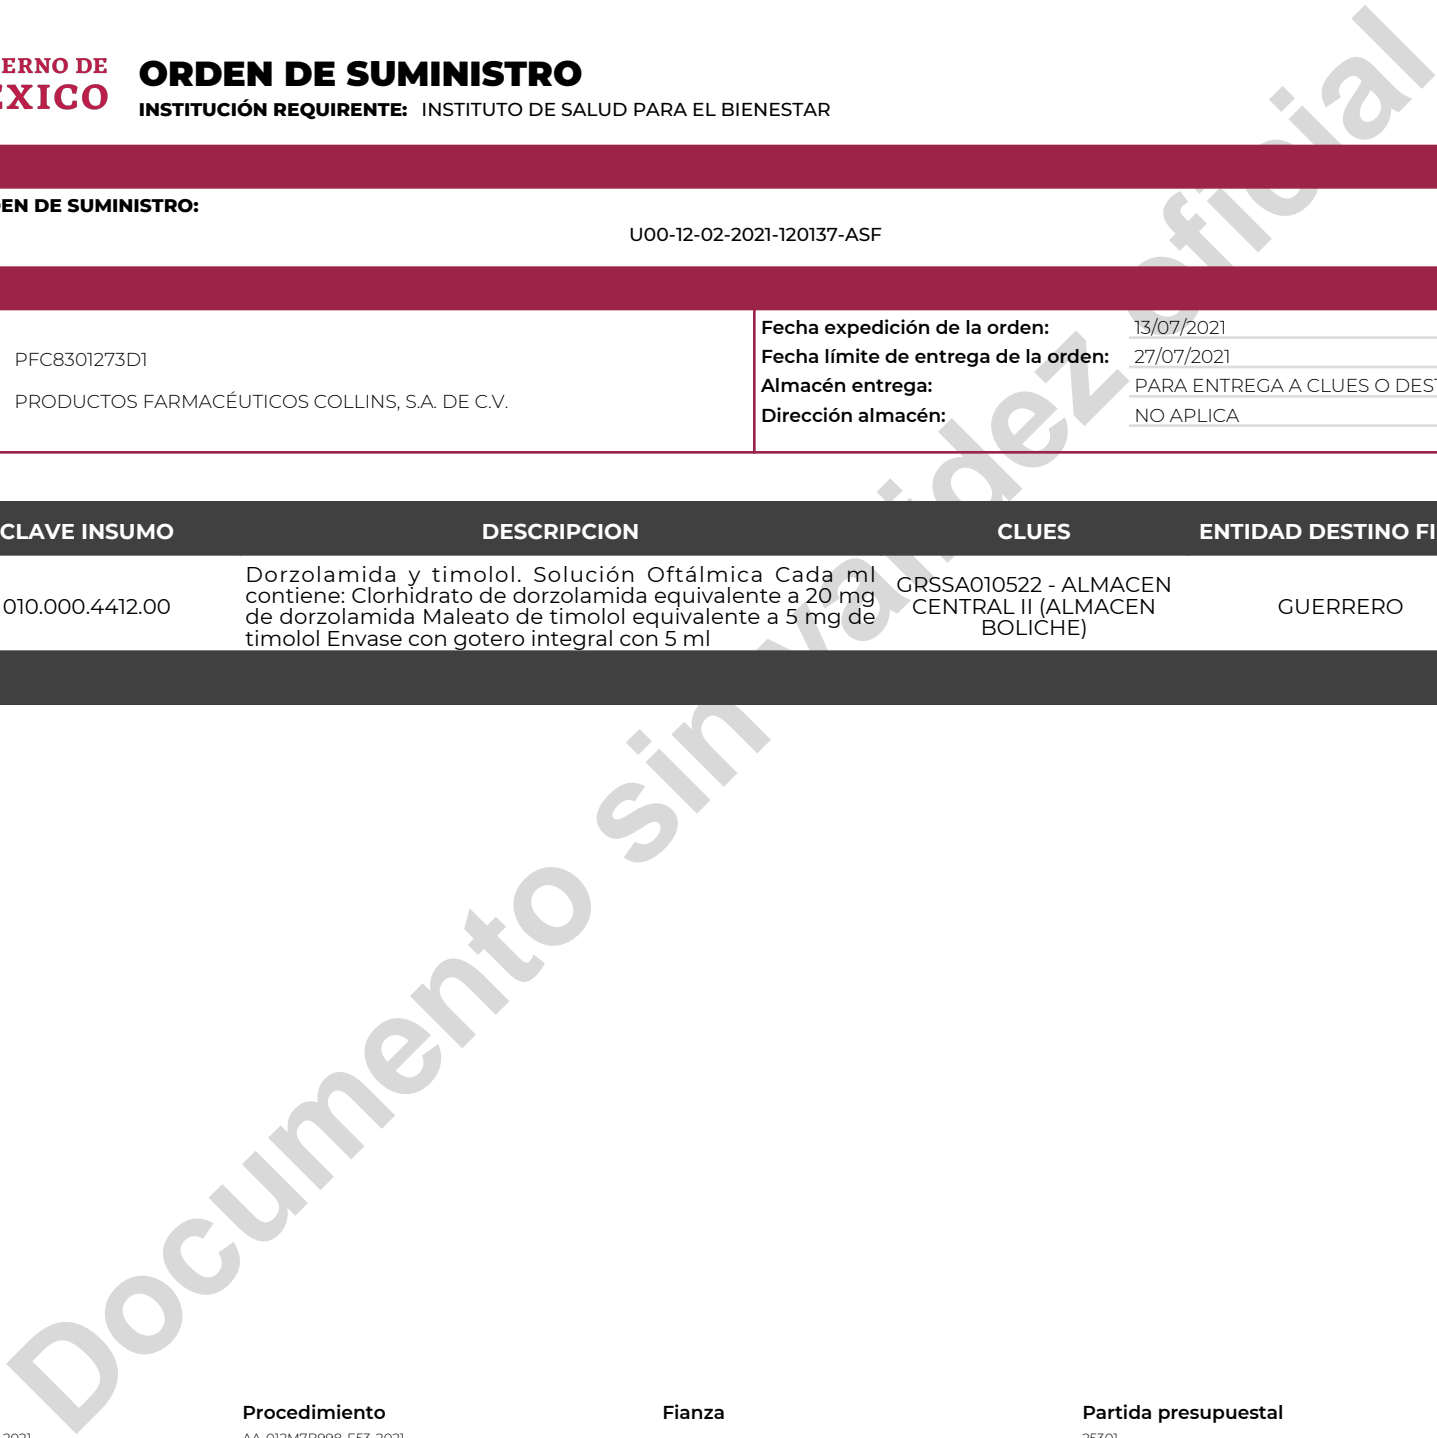 ERNO DE
EXICO
ORDEN DE SUMINISTRO
INSTITUCIÓN REQUIRENTE: INSTITUTO DE SALUD PARA EL BIENESTAR
EN DE SUMINISTRO:
U00-12-02-2021-120137-ASF
PFC8301273D1
PRODUCTOS FARMACÉUTICOS COLLINS, S.A. DE C.V.
Fecha expedición de la orden: 13/07/2021
Fecha límite de entrega de la orden: 27/07/2021
Almacén entrega: PARA ENTREGA A CLUES O DEST
Dirección almacén: NO APLICA
CLAVE INSUMO DESCRIPCION CLUES ENTIDAD DESTINO FI
010.000.4412.00
Dorzolamida y timolol. Solución Oftálmica Cada ml
contiene: Clorhidrato de dorzolamida equivalente a 20 mg
de dorzolamida Maleato de timolol equivalente a 5 mg de
timolol Envase con gotero integral con 5 ml
GRSSA010522 - ALMACEN
CENTRAL II (ALMACEN
BOLICHE)
GUERRERO
Documento sin validez oficial
Procedimiento Fianza Partida presupuestal